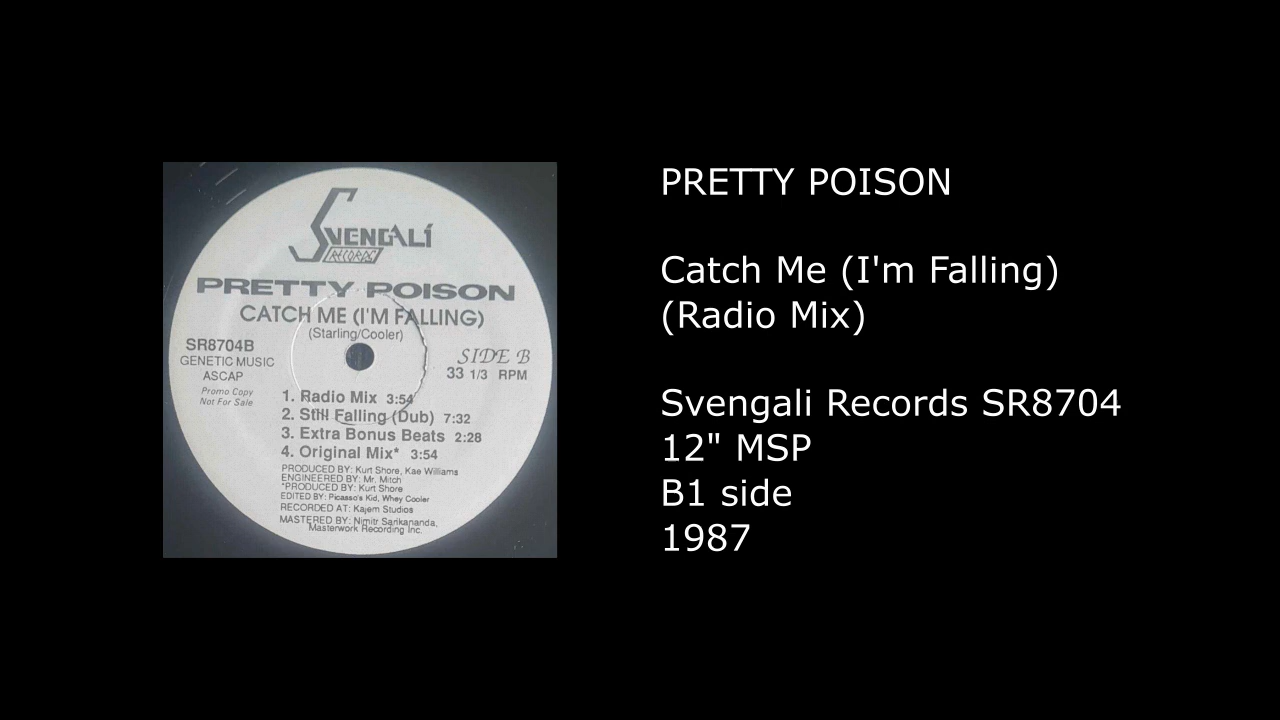 SVENGALI
RECORDS
PRETTY POISON
CATCH ME (I'M FALLING)
(Starling/Cooler)
SR8704B
GENETIC MUSIC
ASCAP
Promo Copy
Not For Sale
SIDE B
33 1/3 RPM
1. Radio Mix 3:54
2. Still Falling (Dub) 7:32
3. Extra Bonus Beats 2:28
4. Original Mix* 3:54
PRODUCED BY: Kurt Shore, Kae Williams
ENGINEERED BY: Mr. Mitch
*PRODUCED BY: Kurt Shore
EDITED BY: Picasso's Kid, Whey Cooler
RECORDED AT: Kajem Studios
MASTERED BY: Nimitr Sarikananda,
Masterwork Recording Inc.
PRETTY POISON
Catch Me (I'm Falling)
(Radio Mix)
Svengali Records SR8704
12" MSP
B1 side
1987